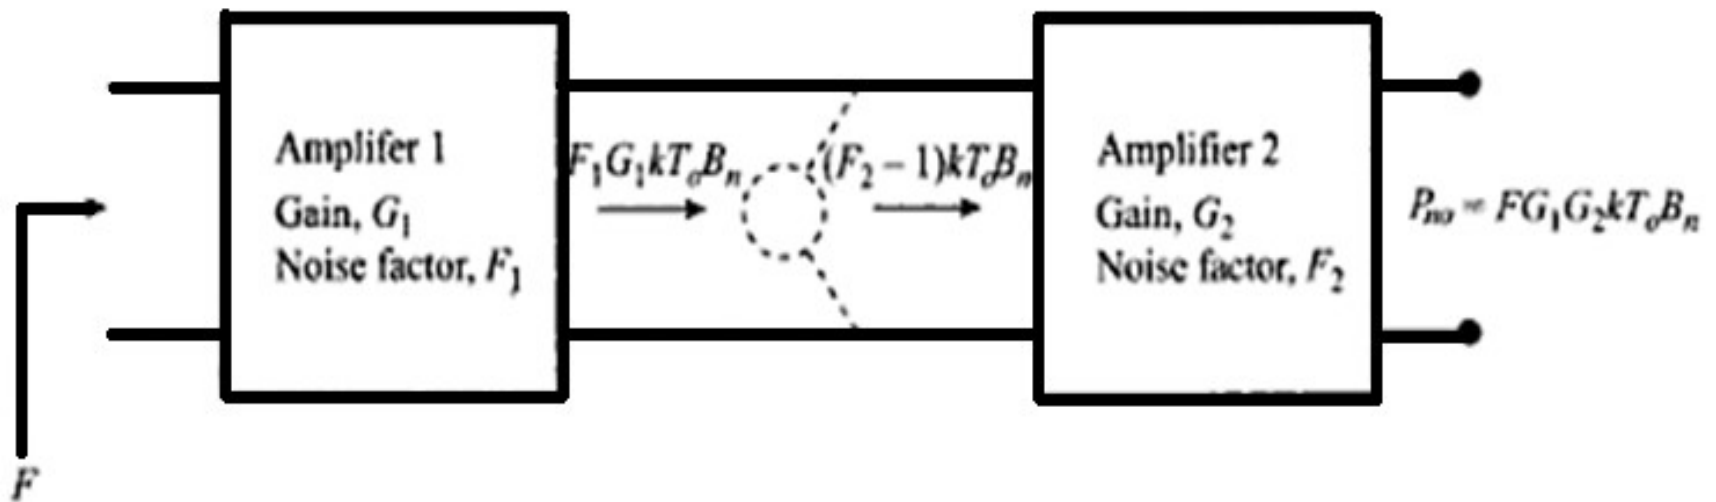 Amplifer 1
Gain, G₁
Noise factor, F₁
F₁G₁kTₒBₙ
(F₂ − 1)kTₒBₙ
Amplifier 2
Gain, G₂
Noise factor, F₂
Pₙₒ = FG₁G₂kTₒBₙ
F